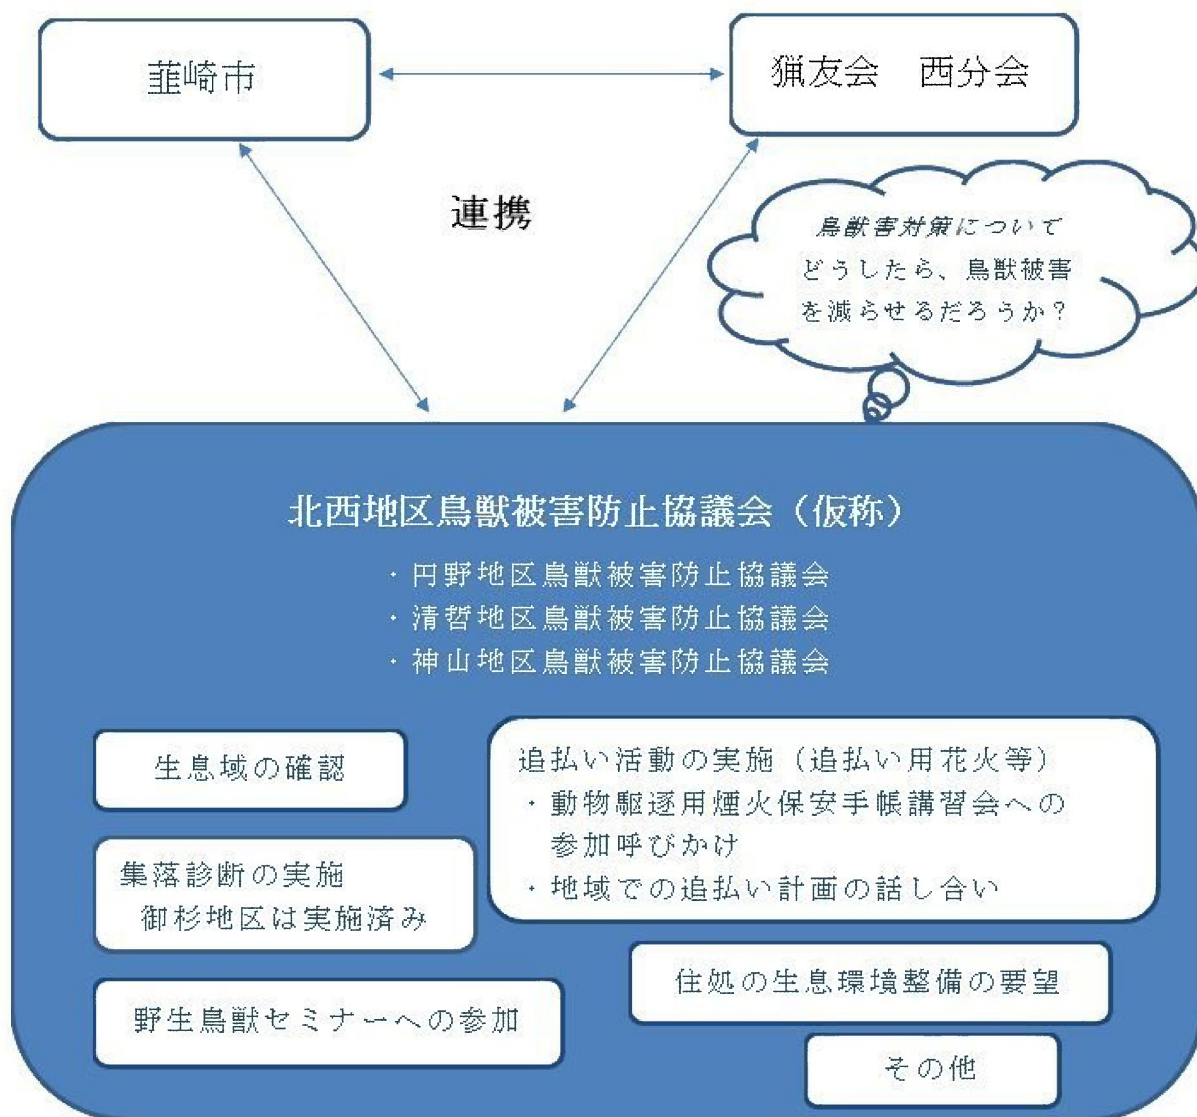 韮崎市
猟友会　西分会
連携
鳥獣害対策について
どうしたら、鳥獣被害
を減らせるだろうか？
北西地区鳥獣被害防止協議会（仮称）
・円野地区鳥獣被害防止協議会
・清哲地区鳥獣被害防止協議会
・神山地区鳥獣被害防止協議会
生息域の確認
追払い活動の実施（追払い用花火等）
・動物駆逐用煙火保安手帳講習会への
参加呼びかけ
・地域での追払い計画の話し合い
集落診断の実施
御杉地区は実施済み
住処の生息環境整備の要望
野生鳥獣セミナーへの参加
その他